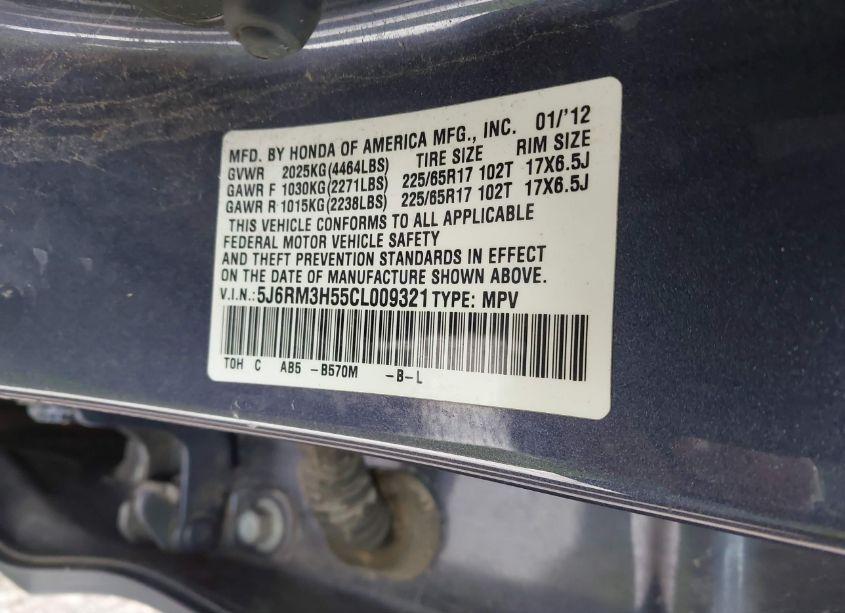 MFD. BY HONDA OF AMERICA MFG., INC. 01/'12
GVWR 2025KG(4464LBS) TIRE SIZE RIM SIZE
GAWR F 1030KG(2271LBS) 225/65R17 102T 17X6.5J
GAWR R 1015KG(2238LBS) 225/65R17 102T 17X6.5J
THIS VEHICLE CONFORMS TO ALL APPLICABLE
FEDERAL MOTOR VEHICLE SAFETY
AND THEFT PREVENTION STANDARDS IN EFFECT
ON THE DATE OF MANUFACTURE SHOWN ABOVE.
V.I.N.:5J6RM3H55CL009321 TYPE: MPV
TOH C AB5 -B570M -B-L